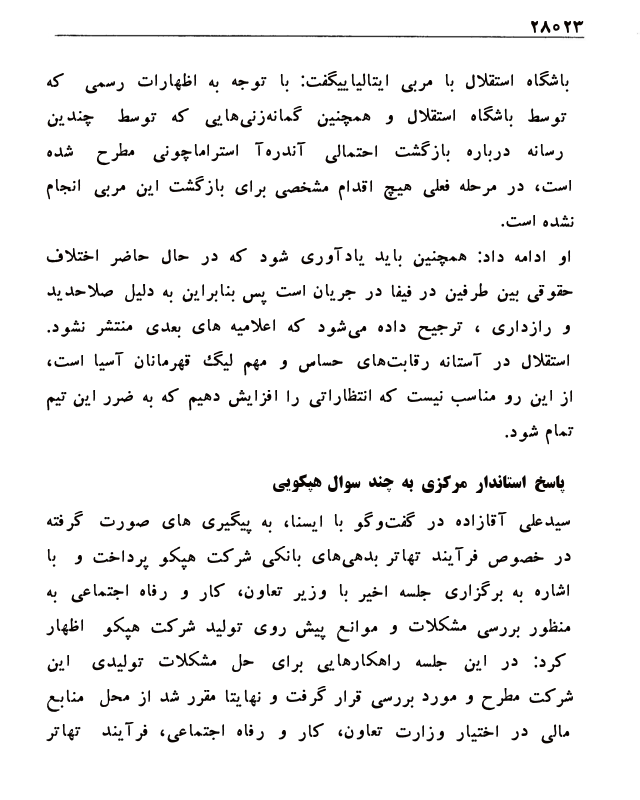 ۲۸۰۲۳
باشگاه استقلال با مربی ایتالیاییگفت: با توجه به اظهارات رسمی که
توسط باشگاه استقلال و همچنین گمانه‌زنی‌هایی که توسط چندین
رسانه درباره بازگشت احتمالی آندره‌آ استراماچونی مطرح شده
است، در مرحله فعلی هیچ اقدام مشخصی برای بازگشت این مربی انجام
نشده است.
او ادامه داد: همچنین باید یادآوری شود که در حال حاضر اختلاف
حقوقی بین طرفین در فیفا در جریان است پس بنابراین به دلیل صلاحدید
و رازداری ، ترجیح داده می‌شود که اعلامیه های بعدی منتشر نشود.
استقلال در آستانه رقابت‌های حساس و مهم لیگ قهرمانان آسیا است،
از این رو مناسب نیست که انتظاراتی را افزایش دهیم که به ضرر این تیم
تمام شود.
پاسخ استاندار مرکزی به چند سوال هپکویی
سیدعلی آقازاده در گفت‌وگو با ایسنا، به پیگیری های صورت گرفته
در خصوص فرآیند تهاتر بدهی‌های بانکی شرکت هپکو پرداخت و با
اشاره به برگزاری جلسه اخیر با وزیر تعاون، کار و رفاه اجتماعی به
منظور بررسی مشکلات و موانع پیش روی تولید شرکت هپکو اظهار
کرد: در این جلسه راهکارهایی برای حل مشکلات تولیدی این
شرکت مطرح و مورد بررسی قرار گرفت و نهایتا مقرر شد از محل منابع
مالی در اختیار وزارت تعاون، کار و رفاه اجتماعی، فرآیند تهاتر